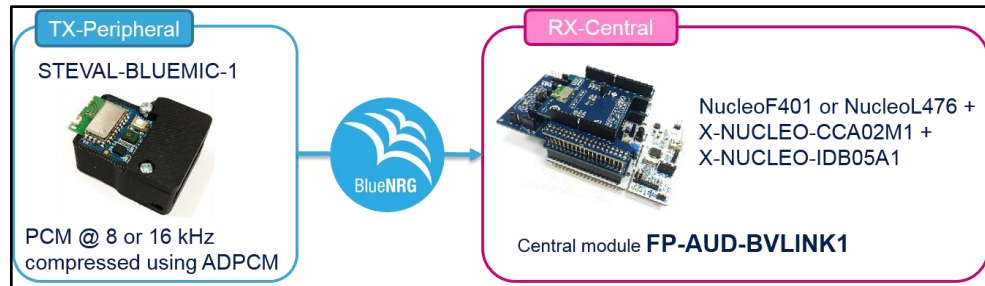 TX-Peripheral
STEVAL-BLUEMIC-1
PCM @ 8 or 16 kHz
compressed using ADPCM
BlueNRG
RX-Central
NucleoF401 or NucleoL476 +
X-NUCLEO-CCA02M1 +
X-NUCLEO-IDB05A1
Central module FP-AUD-BVLINK1